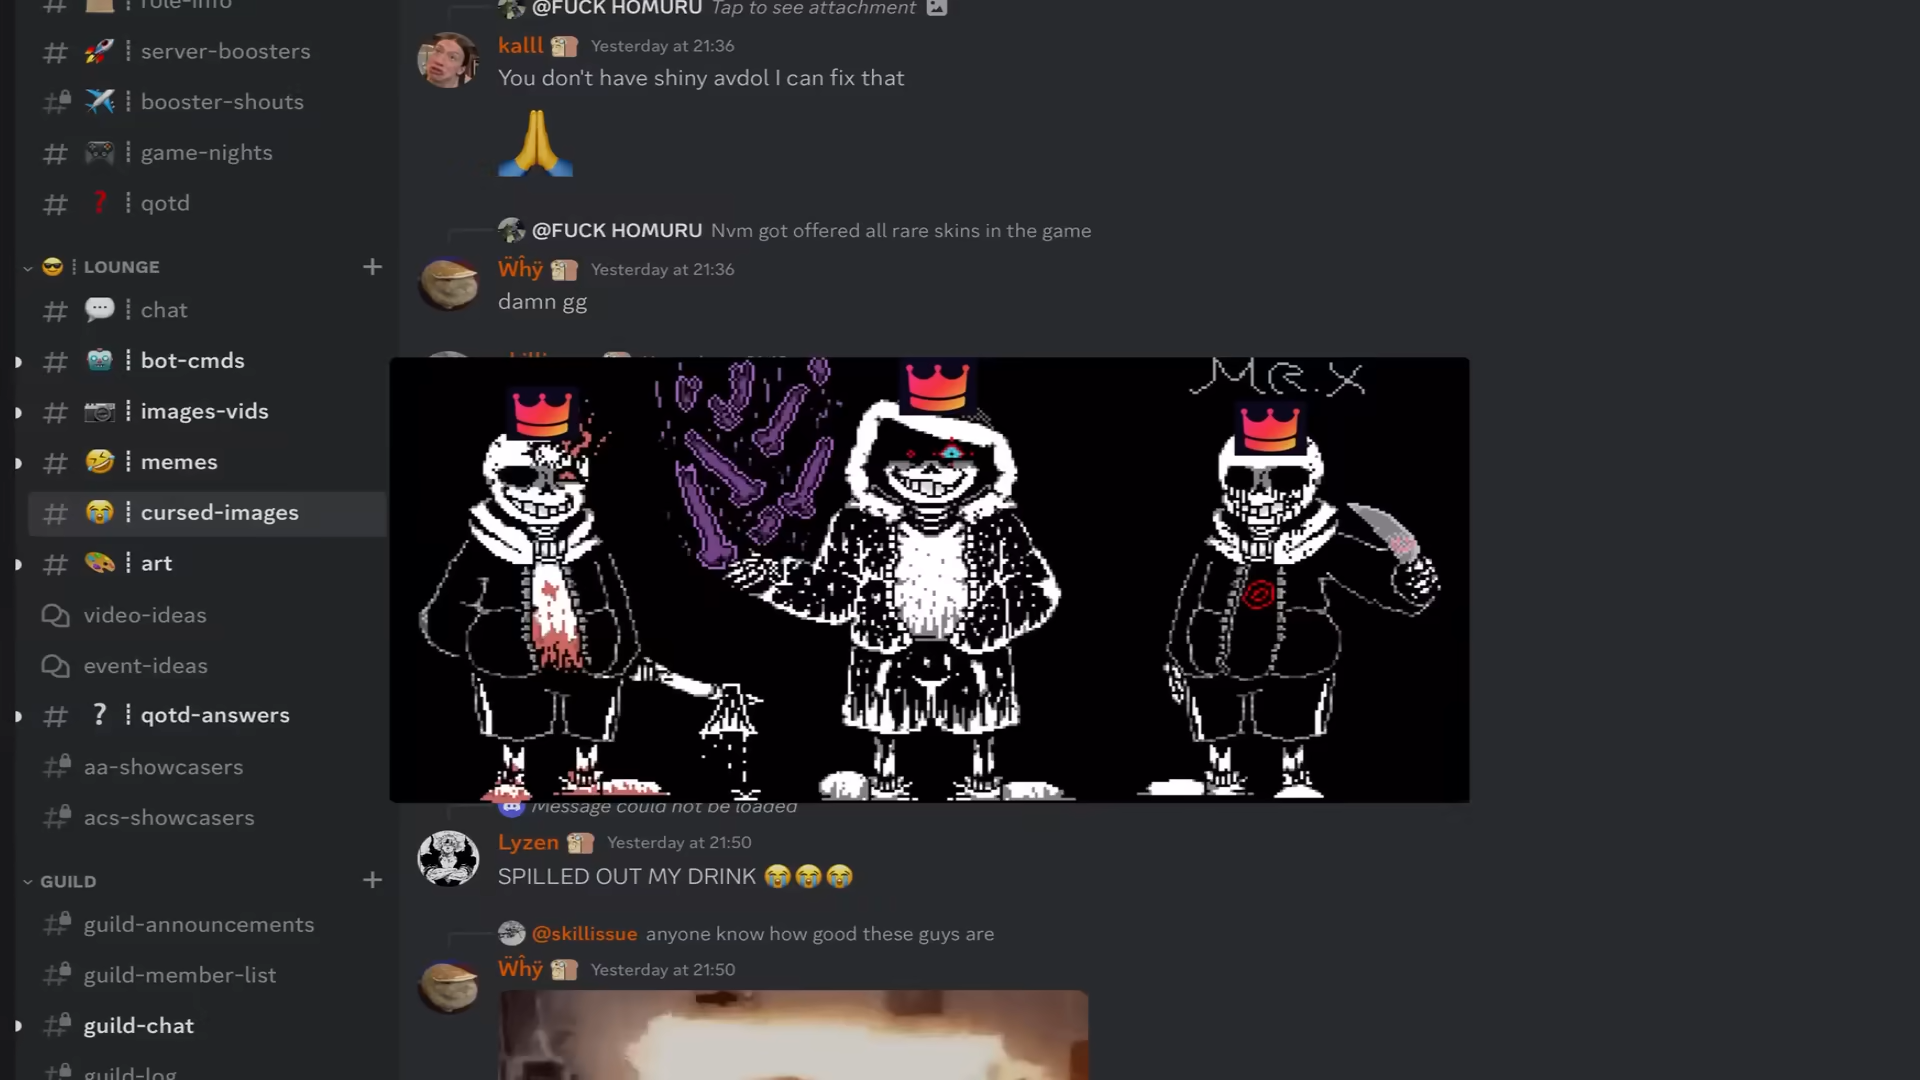 role-info
server-boosters
booster-shouts
game-nights
qotd
LOUNGE
chat
bot-cmds
images-vids
memes
cursed-images
art
video-ideas
event-ideas
qotd-answers
aa-showcasers
acs-showcasers
GUILD
guild-announcements
guild-member-list
guild-chat
guild-log
@FUCK HOMURU Tap to see attachment
kalll Yesterday at 21:36
You don't have shiny avdol I can fix that
@FUCK HOMURU Nvm got offered all rare skins in the game
Ẅĥÿ Yesterday at 21:36
damn gg
Mr.x
Message could not be loaded
Lyzen Yesterday at 21:50
SPILLED OUT MY DRINK 😭😭😭
@skillissue anyone know how good these guys are
Ẅĥÿ Yesterday at 21:50